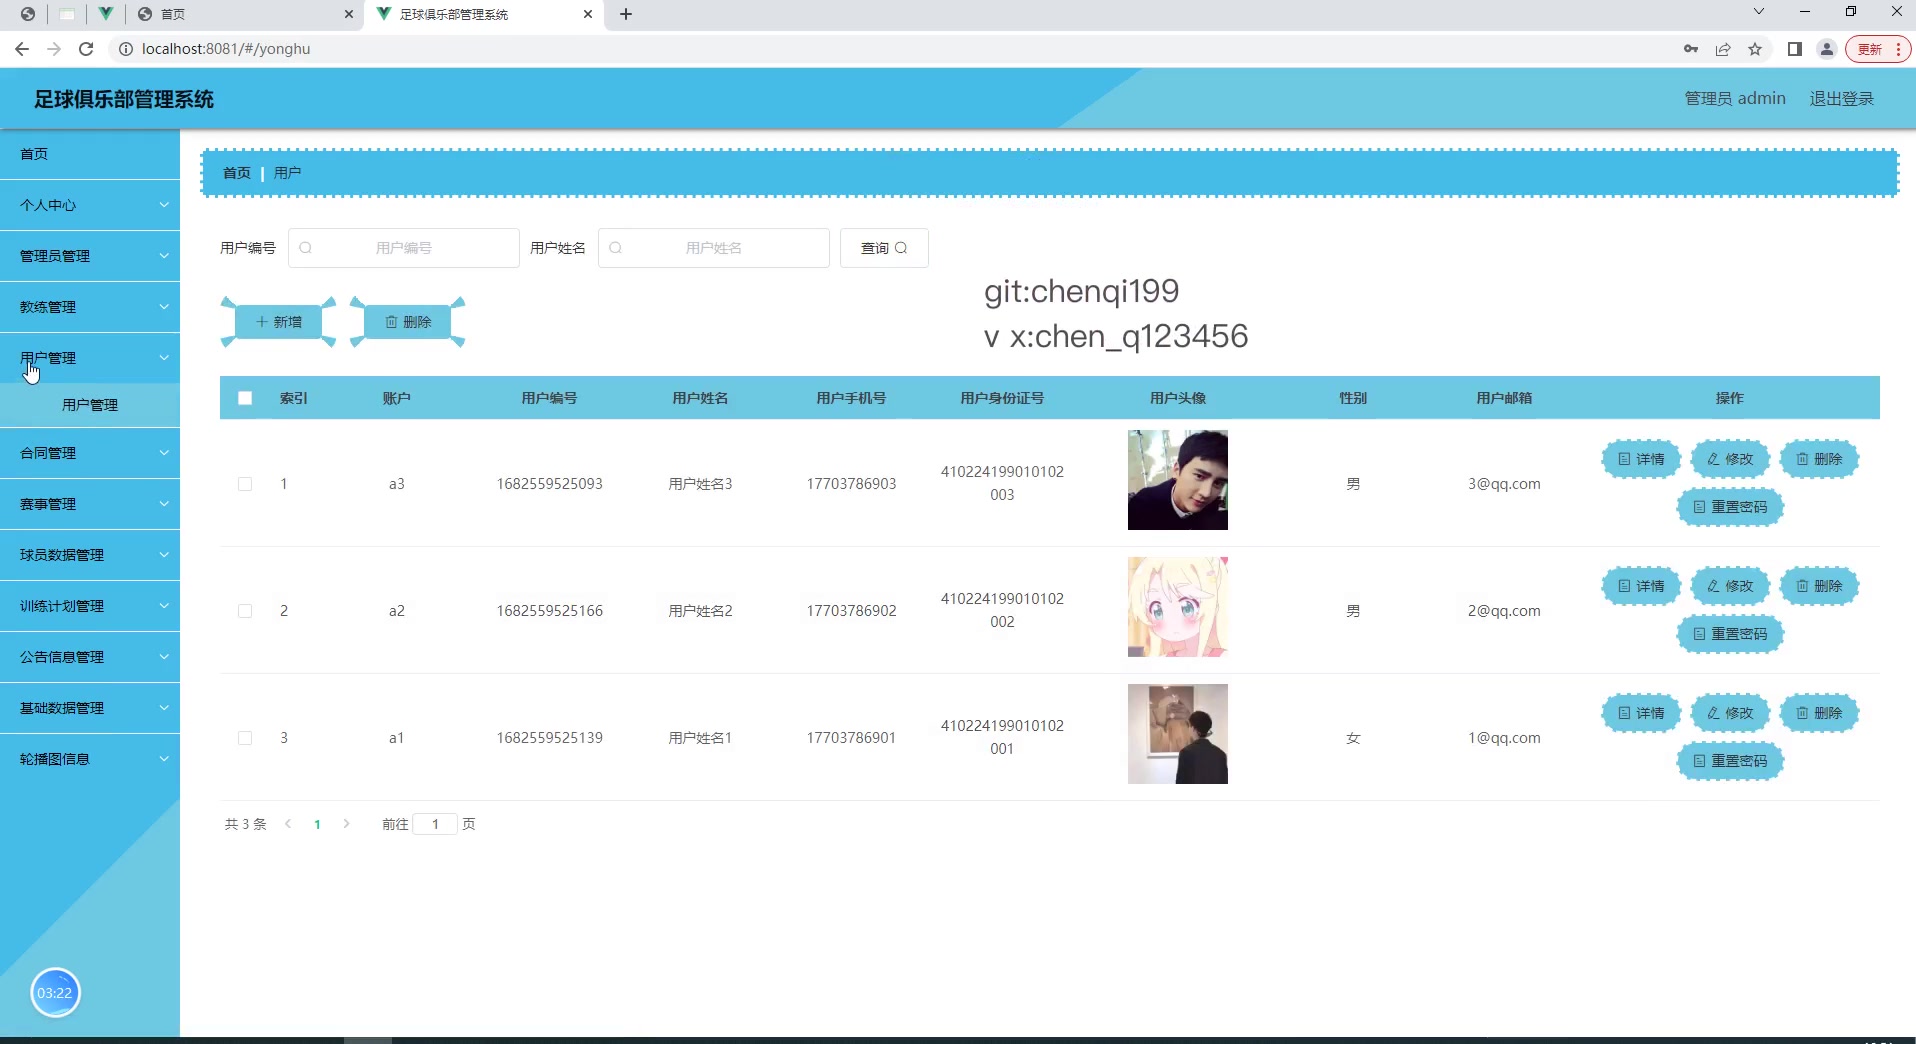 首页
足球俱乐部管理系统
localhost:8081/#/yonghu
更新
足球俱乐部管理系统
管理员 admin
退出登录
首页
个人中心
管理员管理
教练管理
用户管理
用户管理
合同管理
赛事管理
球员数据管理
训练计划管理
公告信息管理
基础数据管理
轮播图信息
03:22
首页 用户
用户编号 用户编号 用户姓名 用户姓名 查询
新增 删除
git:chenqi199
v x:chen_q123456
索引 账户 用户编号 用户姓名 用户手机号 用户身份证号 用户头像 性别 用户邮箱 操作
1 a3 1682559525093 用户姓名3 17703786903 410224199010102 男 3@qq.com 详情 修改 删除
003 重置密码
2 a2 1682559525166 用户姓名2 17703786902 410224199010102 男 2@qq.com 详情 修改 删除
002 重置密码
3 a1 1682559525139 用户姓名1 17703786901 410224199010102 女 1@qq.com 详情 修改 删除
001 重置密码
共 3 条 1 前往 1 页